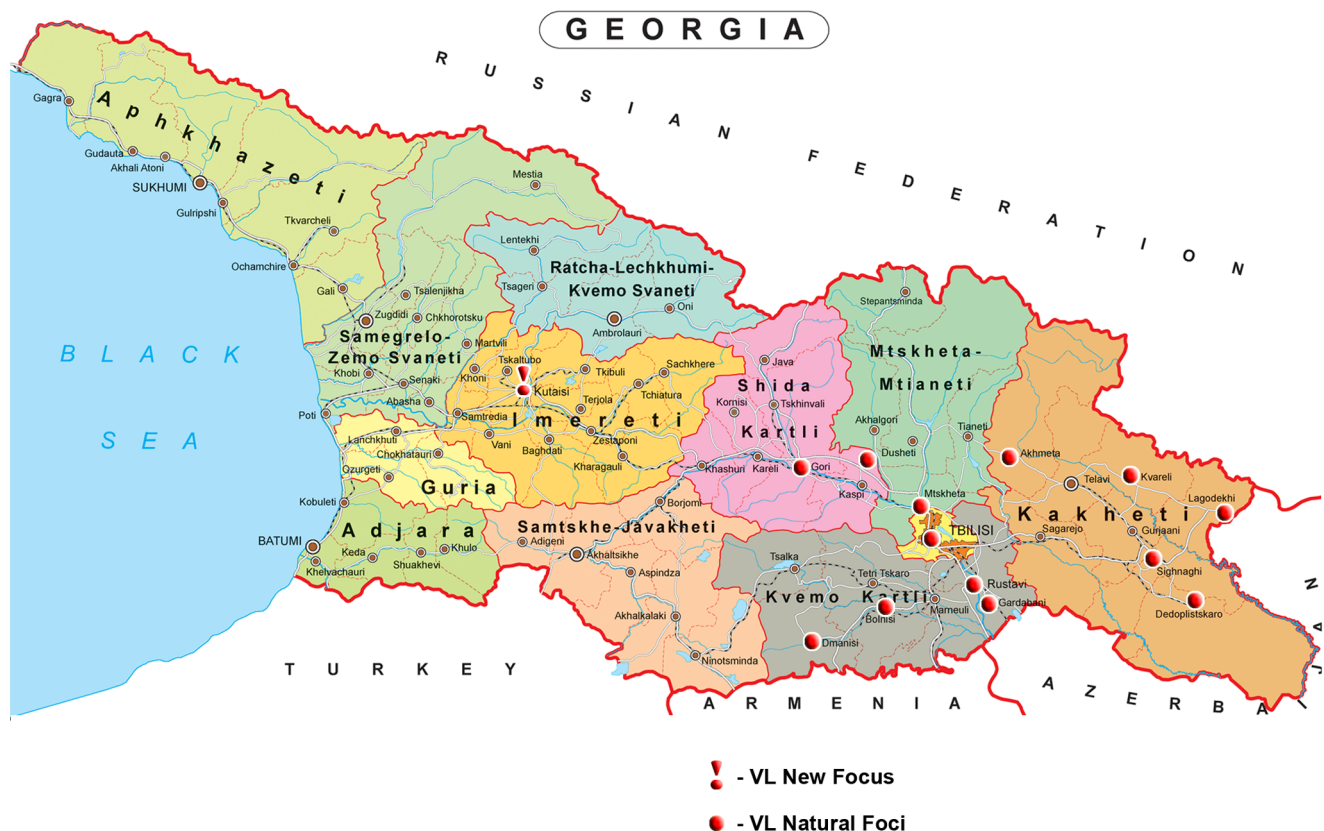 GEORGIA
RUSSIAN FEDERATION
Gagra
Aphkhazeti
Gudauta
Akhali Atoni
SUKHUMI
Gulripshi
Tkvarcheli
Ochamchire
Gali
Mestia
Lentekhi
Ratcha-Lechkhumi-
Kvemo Svaneti
Tsageri
Oni
Ambrolauri
Tsalenjikha
Zugdidi
Chkhorotsku
Samegrelo-
Zemo Svaneti
Martvili
Khobi
Senaki
Abasha
Poti
BLACK
SEA
Stepantsminda
Mtskheta-
Mtianeti
Java
Shida
Kartli
Kornisi
Tskhinvali
Tskaltubo
Khoni
Kutaisi
Tkibuli
Sachkhere
Tchiatura
Terjola
Imereti
Samtredia
Vani
Baghdati
Zestaponi
Kharagauli
Khashuri
Kareli
Gori
Kaspi
Akhalgori
Dusheti
Tianeti
Mtskheta
TBILISI
Akhmeta
Telavi
Kvareli
Lagodekhi
Kakheti
Sagarejo
Gurjaani
Sighnaghi
Dedoplistskaro
Lanchkhuti
Chokhatauri
Ozurgeti
Guria
Kobuleti
Adjara
BATUMI
Keda
Shuakhevi
Khulo
Khelvachauri
Borjomi
Samtskhe-Javakheti
Adigeni
Akhaltsikhe
Aspindza
Akhalkalaki
Ninotsminda
Tsalka
Tetri Tskaro
Kvemo Kartli
Bolnisi
Marneuli
Dmanisi
Rustavi
Gardabani
TURKEY
ARMENIA
AZERBAIJAN
- VL New Focus
- VL Natural Foci